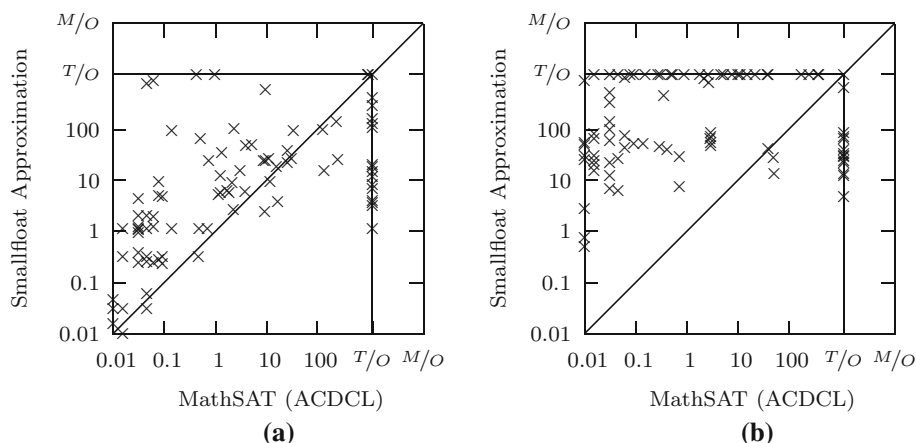 M/O M/O
T/O T/O
100 100
10 10
1 1
0.1 0.1
0.01 0.01
Smallfloat Approximation Smallfloat Approximation
0.01 0.1 1 10 100 T/O M/O 0.01 0.1 1 10 100 T/O M/O
MathSAT (ACDCL) MathSAT (ACDCL)
(a) (b)